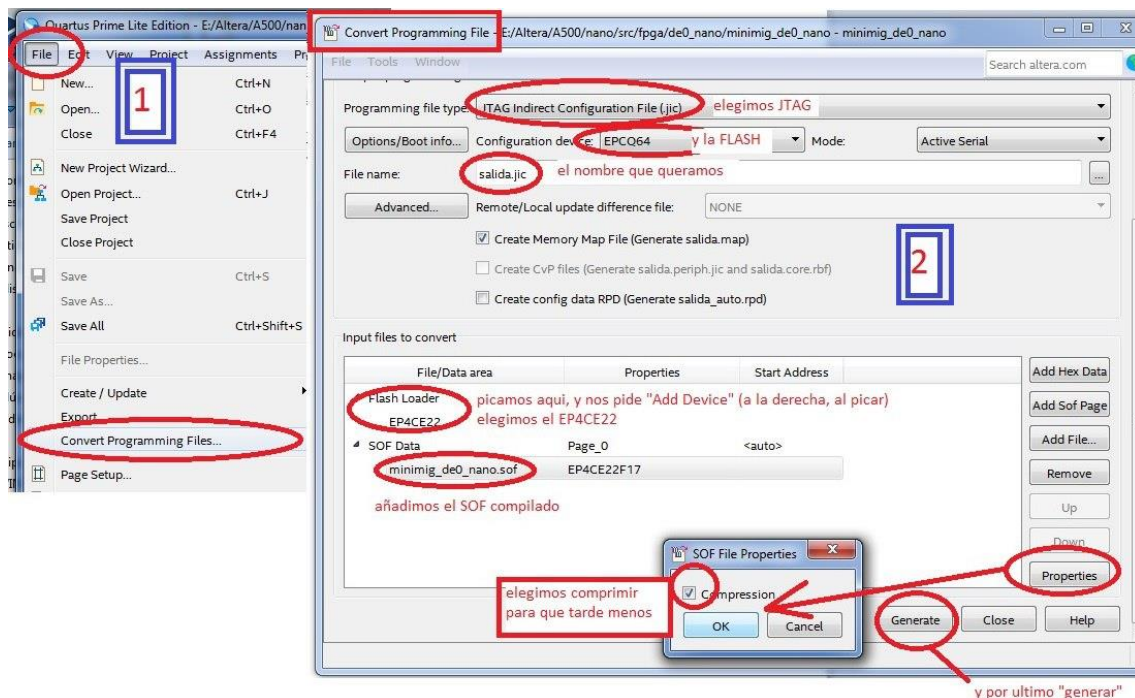 Quartus Prime Lite Edition - E:/Altera/A500/nan
File Edit View Project Assignments
1
New... Ctrl+N
Open... Ctrl+O
Close Ctrl+F4
New Project Wizard...
Open Project... Ctrl+J
Save Project
Close Project
Save Ctrl+S
Save As...
Save All Ctrl+Shift+S
File Properties...
Create / Update
Export...
Convert Programming Files...
Page Setup...
Convert Programming File - E:/Altera/A500/nano/src/fpga/de0_nano/minimig_de0_nano - minimig_de0_nano
File Tools Window
Search altera.com
Programming file type: JTAG Indirect Configuration File (.jic) elegimos JTAG
Options/Boot info... Configuration device: EPCQ64 y la FLASH Mode: Active Serial
File name: salida.jic el nombre que queramos ...
Advanced... Remote/Local update difference file: NONE
Create Memory Map File (Generate salida.map)
2
Create CvP files (Generate salida.periph.jic and salida.core.rbf)
Create config data RPD (Generate salida_auto.rpd)
Input files to convert
File/Data area Properties Start Address
Flash Loader picamos aqui, y nos pide "Add Device" (a la derecha, al picar)
EP4CE22 elegimos el EP4CE22
SOF Data Page_0 <auto>
minimig_de0_nano.sof EP4CE22F17
añadimos el SOF compilado
Add Hex Data
Add Sof Page
Add File...
Remove
Up
Down
Properties
SOF File Properties
Compression
OK Cancel
elegimos comprimir
para que tarde menos
Generate Close Help
y por ultimo "generar"